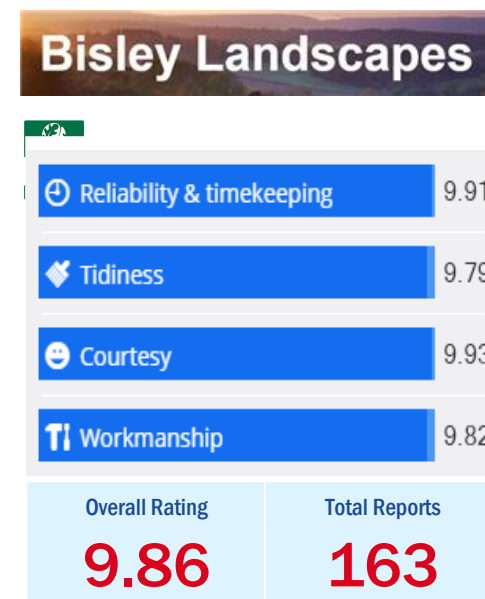 Bisley Landscapes
Reliability & timekeeping 9.91
Tidiness 9.79
Courtesy 9.93
Workmanship 9.82
Overall Rating Total Reports
9.86 163